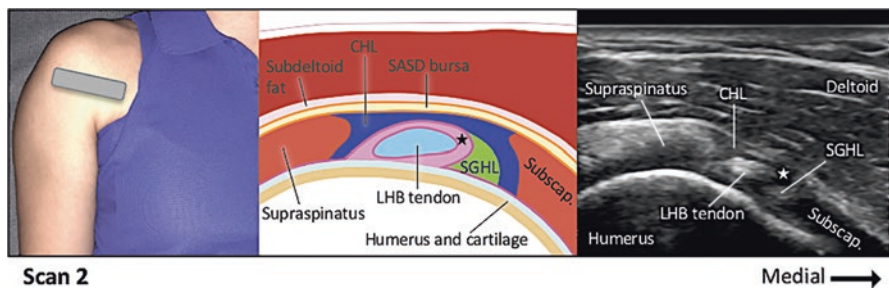 CHL
Subdeltoid
fat
SASD bursa
SGHL
Subscap.
LHB tendon
Supraspinatus
Humerus and cartilage
Supraspinatus
CHL
Deltoid
SGHL
LHB tendon
Subscap.
Humerus
Scan 2
Medial